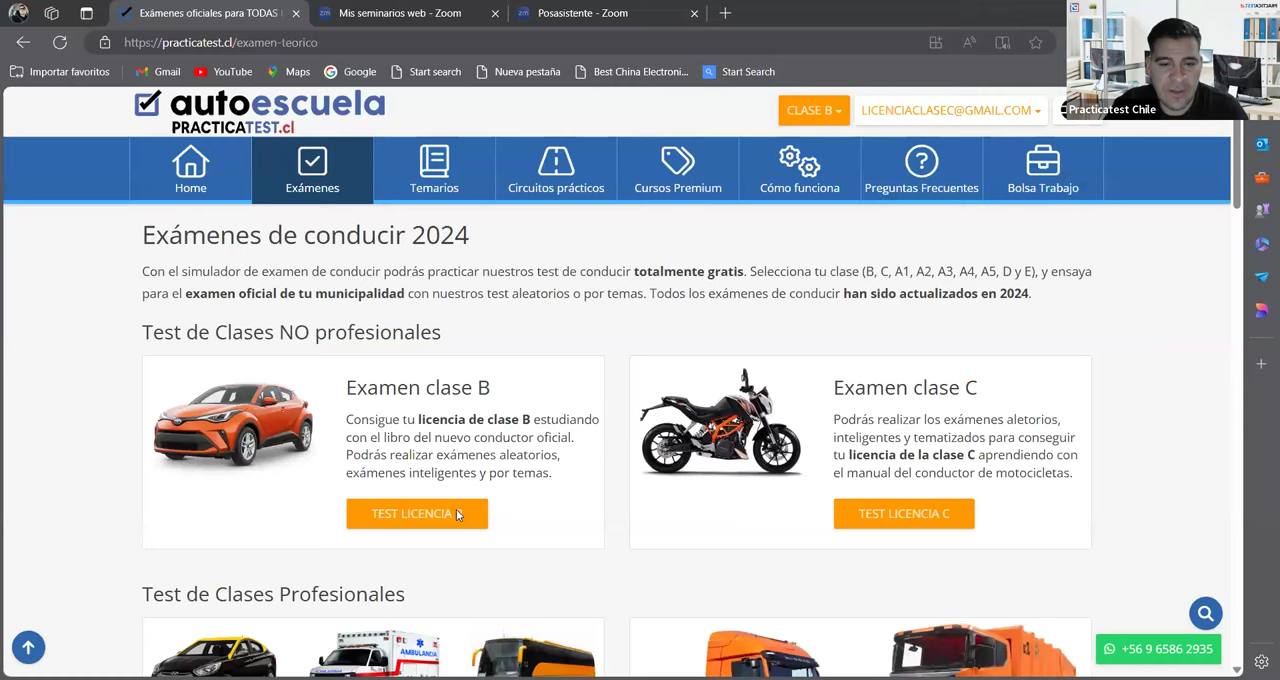 Exámenes oficiales para TODAS
Mis seminarios web - Zoom
Posasistente - Zoom
https://practicatest.cl/examen-teorico
Importar favoritos
Gmail
YouTube
Maps
Google
Start search
Nueva pestaña
Best China Electroni...
Start Search
Practicatest Chile
autoescuela
PRACTICATEST.cl
CLASE B
LICENCIACLASEC@GMAIL.COM
Home
Exámenes
Temarios
Circuitos prácticos
Cursos Premium
Cómo funciona
Preguntas Frecuentes
Bolsa Trabajo
Exámenes de conducir 2024
Con el simulador de examen de conducir podrás practicar nuestros test de conducir totalmente gratis. Selecciona tu clase (B, C, A1, A2, A3, A4, A5, D y E), y ensaya
para el examen oficial de tu municipalidad con nuestros test aleatorios o por temas. Todos los exámenes de conducir han sido actualizados en 2024.
Test de Clases NO profesionales
Examen clase B
Consigue tu licencia de clase B estudiando
con el libro del nuevo conductor oficial.
Podrás realizar exámenes aleatorios,
exámenes inteligentes y por temas.
TEST LICENCIA
Examen clase C
Podrás realizar los exámenes aletorios,
inteligentes y tematizados para conseguir
tu licencia de la clase C aprendiendo con
el manual del conductor de motocicletas.
TEST LICENCIA C
Test de Clases Profesionales
AMBULANCIA
+56 9 6586 2935